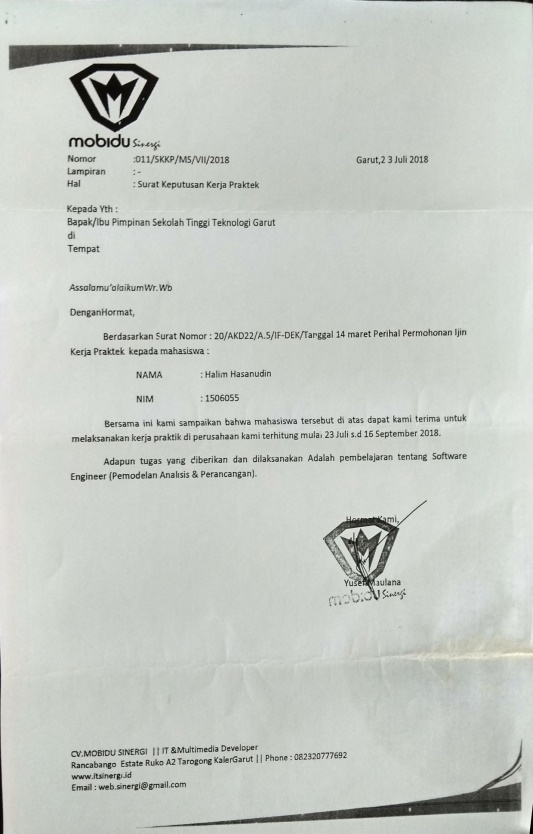 mobidu Sinergi
Nomor :011/SKKP/MS/VII/2018 Garut,2 3 Juli 2018
Lampiran : -
Hal : Surat Keputusan Kerja Praktek
Kepada Yth :
Bapak/Ibu Pimpinan Sekolah Tinggi Teknologi Garut
di
Tempat
Assalamu'alaikumWr.Wb
DenganHormat,
Berdasarkan Surat Nomor : 20/AKD22/A.5/IF-DEK/Tanggal 14 maret Perihal Permohonan Ijin
Kerja Praktek kepada mahasiswa :
NAMA : Halim Hasanudin
NIM : 1506055
Bersama ini kami sampaikan bahwa mahasiswa tersebut di atas dapat kami terima untuk
melaksanakan kerja praktik di perusahaan kami terhitung mulai 23 Juli s.d 16 September 2018.
Adapun tugas yang diberikan dan dilaksanakan Adalah pembelajaran tentang Software
Engineer (Pemodelan Analisis & Perancangan).
Hormat Kami,
Yusef Maulana
mobidu Sinergi
CV.MOBIDU SINERGI || IT &Multimedia Developer
Rancabango Estate Ruko A2 Tarogong KalerGarut || Phone : 082320777692
www.itsinergi.id
Email : web.sinergi@gmail.com